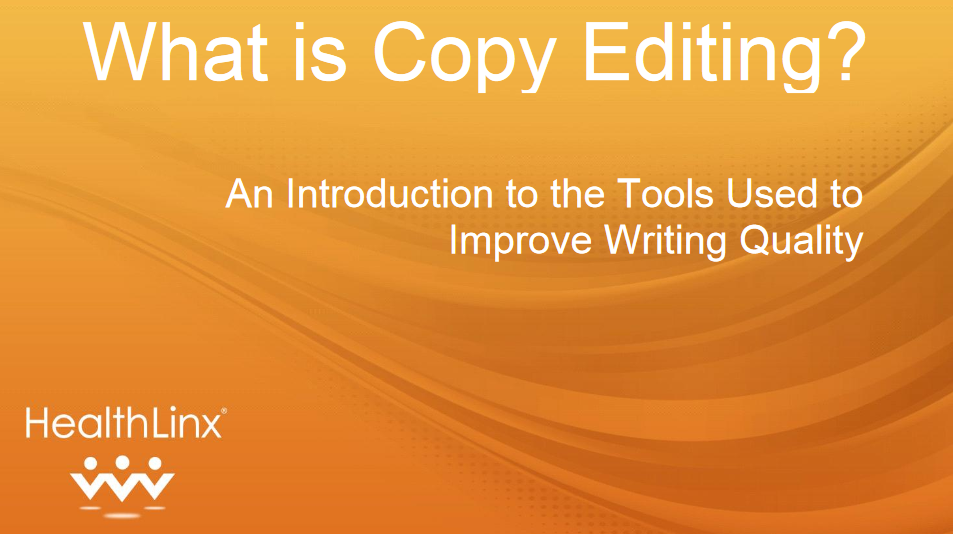 What is Copy Editing?
An Introduction to the Tools Used to
Improve Writing Quality
HealthLinx®